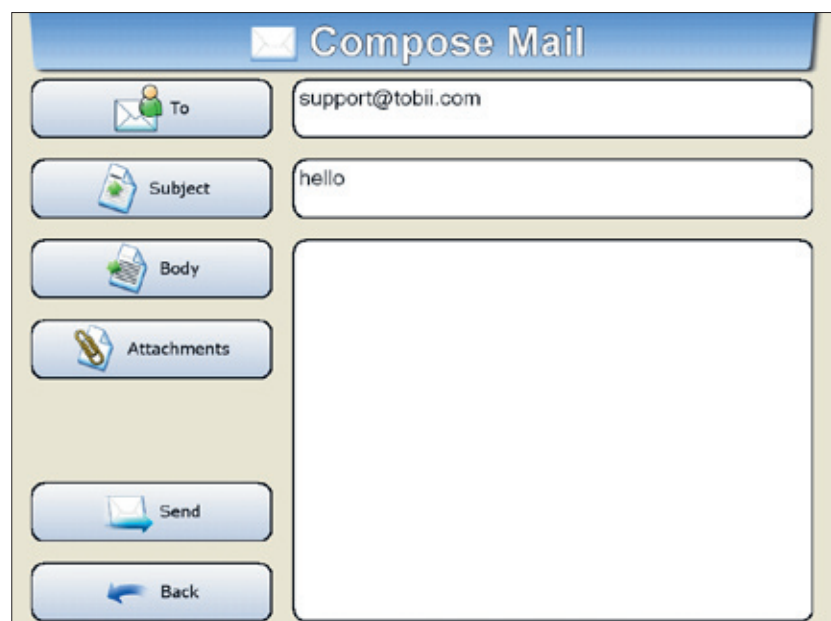 Compose Mail
To
support@tobii.com
Subject
hello
Body
Attachments
Send
Back